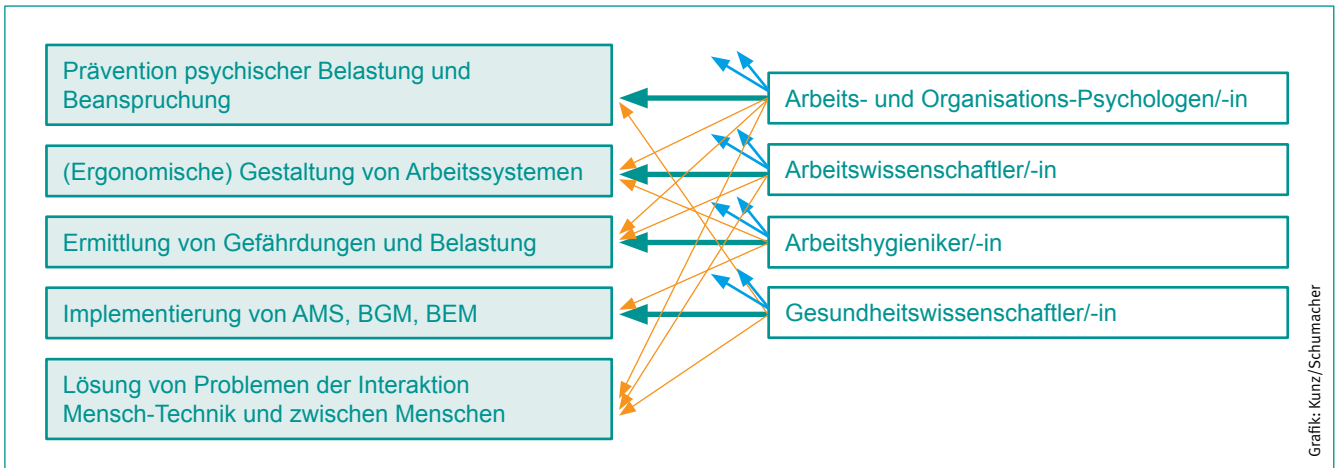 Prävention psychischer Belastung und
Beanspruchung
(Ergonomische) Gestaltung von Arbeitssystemen
Ermittlung von Gefährdungen und Belastung
Implementierung von AMS, BGM, BEM
Lösung von Problemen der Interaktion
Mensch-Technik und zwischen Menschen
Arbeits- und Organisations-Psychologen/-in
Arbeitswissenschaftler/-in
Arbeitshygieniker/-in
Gesundheitswissenschaftler/-in
Grafik: Kunz/Schumacher